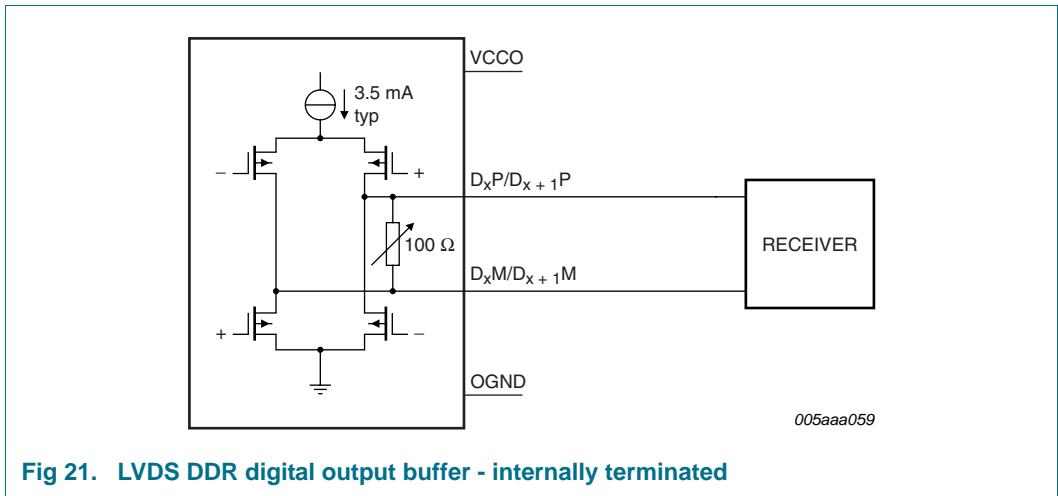 VCCO
3.5 mA
typ
− +
DxP/Dx + 1P
100 Ω
RECEIVER
DxM/Dx + 1M
+ −
OGND
005aaa059
Fig 21. LVDS DDR digital output buffer - internally terminated